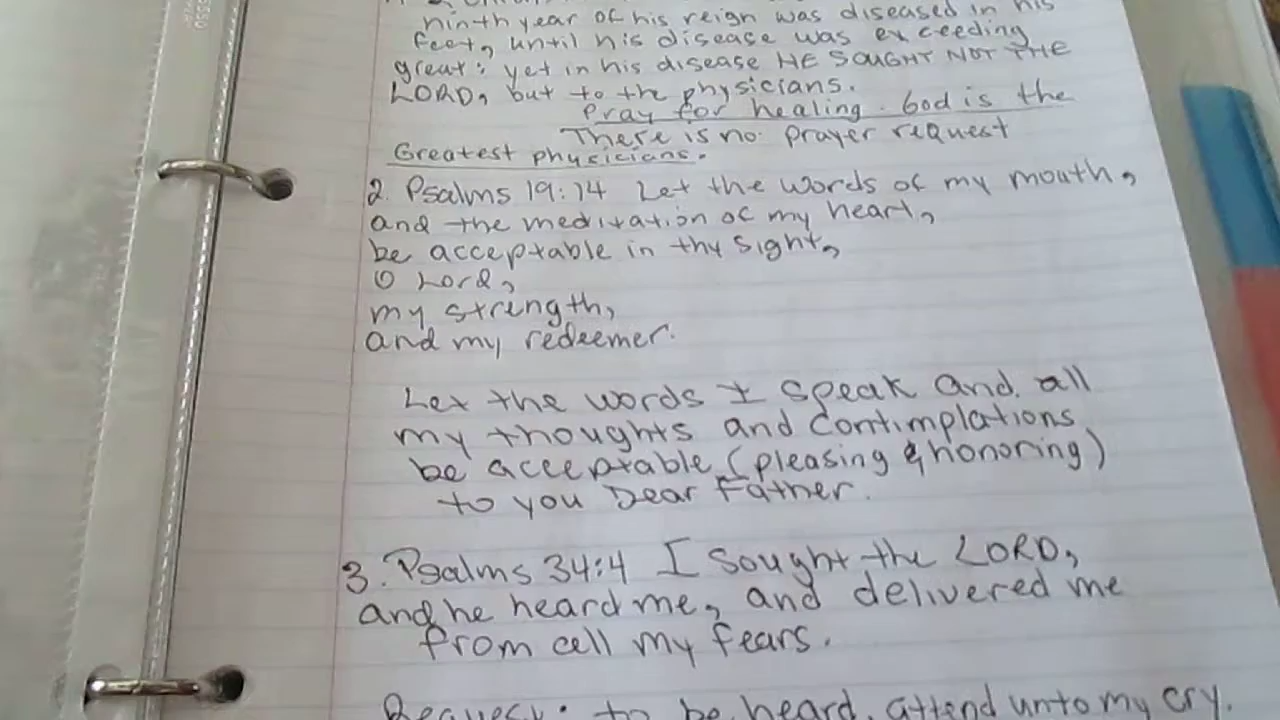 ninth year of his reign was diseased in his
feet, until his disease was exceeding
great: yet in his disease HE SOUGHT NOT THE
LORD, but to the physicians.
Pray for healing. God is the
There is no prayer request
Greatest physicians.
2. Psalms 19:14 Let the words of my mouth,
and the meditation of my heart,
be acceptable in thy sight,
O Lord,
my strength,
and my redeemer.
Let the words I speak and all
my thoughts and contimplations
be acceptable (pleasing & honoring)
to you Dear Father.
3. Psalms 34:4 I sought the LORD,
and he heard me, and delivered me
from all my fears.
Request: to be heard, attend unto my cry.